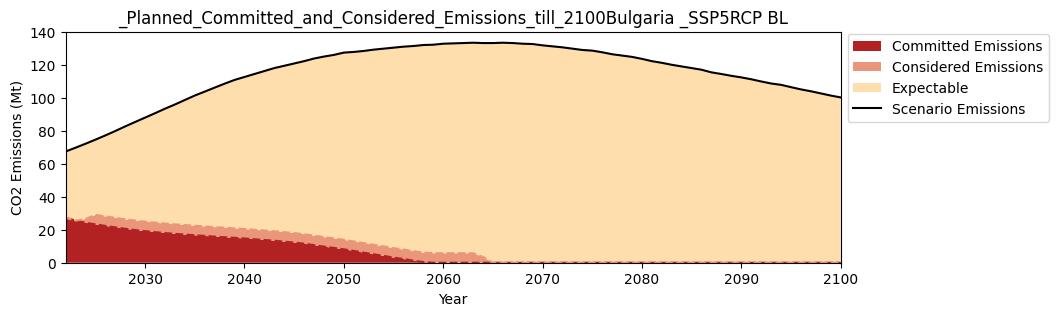 _Planned_Committed_and_Considered_Emissions_till_2100Bulgaria _SSP5RCP BL
CO2 Emissions (Mt)
140
120
100
80
60
40
20
0
2030 2040 2050 2060 2070 2080 2090 2100
Year
Committed Emissions
Considered Emissions
Expectable
Scenario Emissions